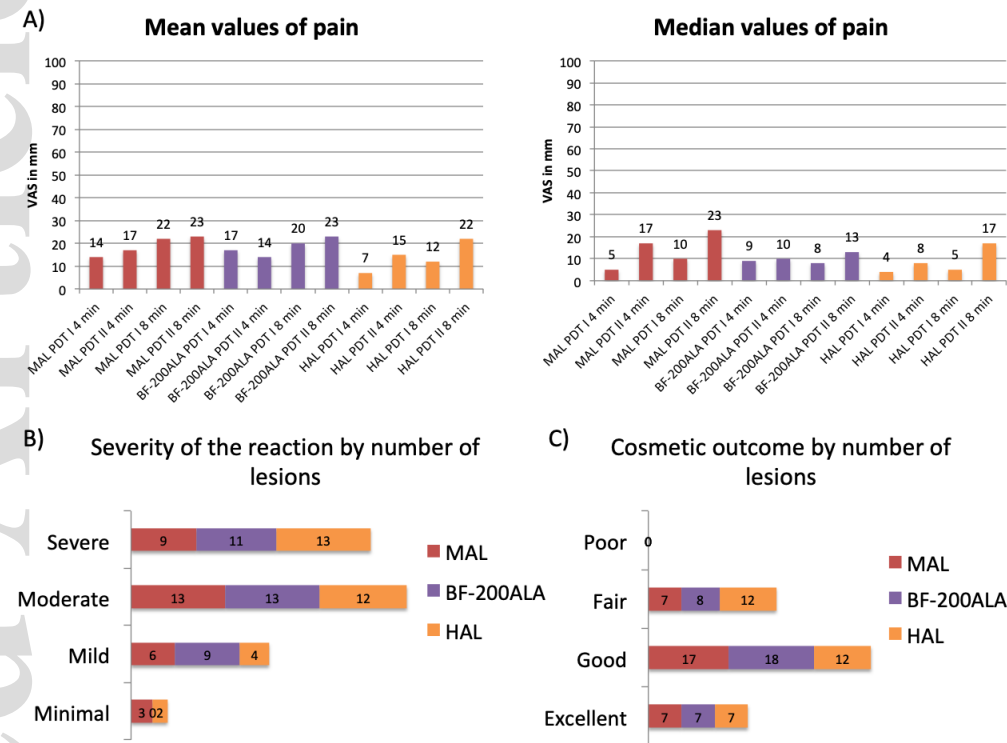 A)
Mean values of pain
VAS in mm
100
90
80
70
60
50
40
30
20
10
0
14
17
22
23
17
14
20
23
7
15
12
22
MAL PDT I 4 min
MAL PDT II 4 min
MAL PDT I 8 min
MAL PDT II 8 min
BF-200ALA PDT I 4 min
BF-200ALA PDT II 4 min
BF-200ALA PDT I 8 min
BF-200ALA PDT II 8 min
HAL PDT I 4 min
HAL PDT II 4 min
HAL PDT I 8 min
HAL PDT II 8 min
Median values of pain
VAS in mm
100
90
80
70
60
50
40
30
20
10
0
5
17
10
23
9
10
8
13
4
8
5
17
MAL PDT I 4 min
MAL PDT II 4 min
MAL PDT I 8 min
MAL PDT II 8 min
BF-200ALA PDT I 4 min
BF-200ALA PDT II 4 min
BF-200ALA PDT I 8 min
BF-200ALA PDT II 8 min
HAL PDT I 4 min
HAL PDT II 4 min
HAL PDT I 8 min
HAL PDT II 8 min
B)
Severity of the reaction by number of
lesions
Severe 9 11 13
Moderate 13 13 12
Mild 6 9 4
Minimal 3 0 2
MAL
BF-200ALA
HAL
C)
Cosmetic outcome by number of
lesions
Poor 0
Fair 7 8 12
Good 17 18 12
Excellent 7 7 7
MAL
BF-200ALA
HAL